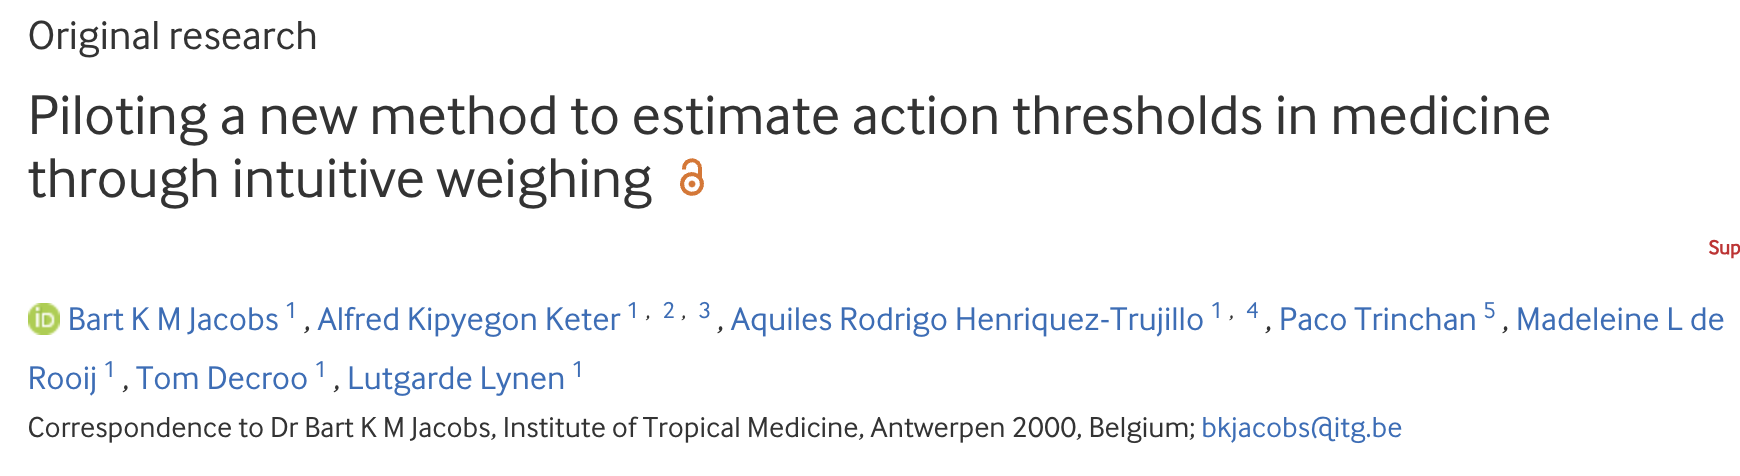 Original research
Piloting a new method to estimate action thresholds in medicine
through intuitive weighing
Sup
iD Bart K M Jacobs 1 , Alfred Kipyegon Keter 1 , 2 , 3 , Aquiles Rodrigo Henriquez-Trujillo 1 , 4 , Paco Trinchan 5 , Madeleine L de
Rooij 1 , Tom Decroo 1 , Lutgarde Lynen 1
Correspondence to Dr Bart K M Jacobs, Institute of Tropical Medicine, Antwerpen 2000, Belgium; bkjacobs@itg.be